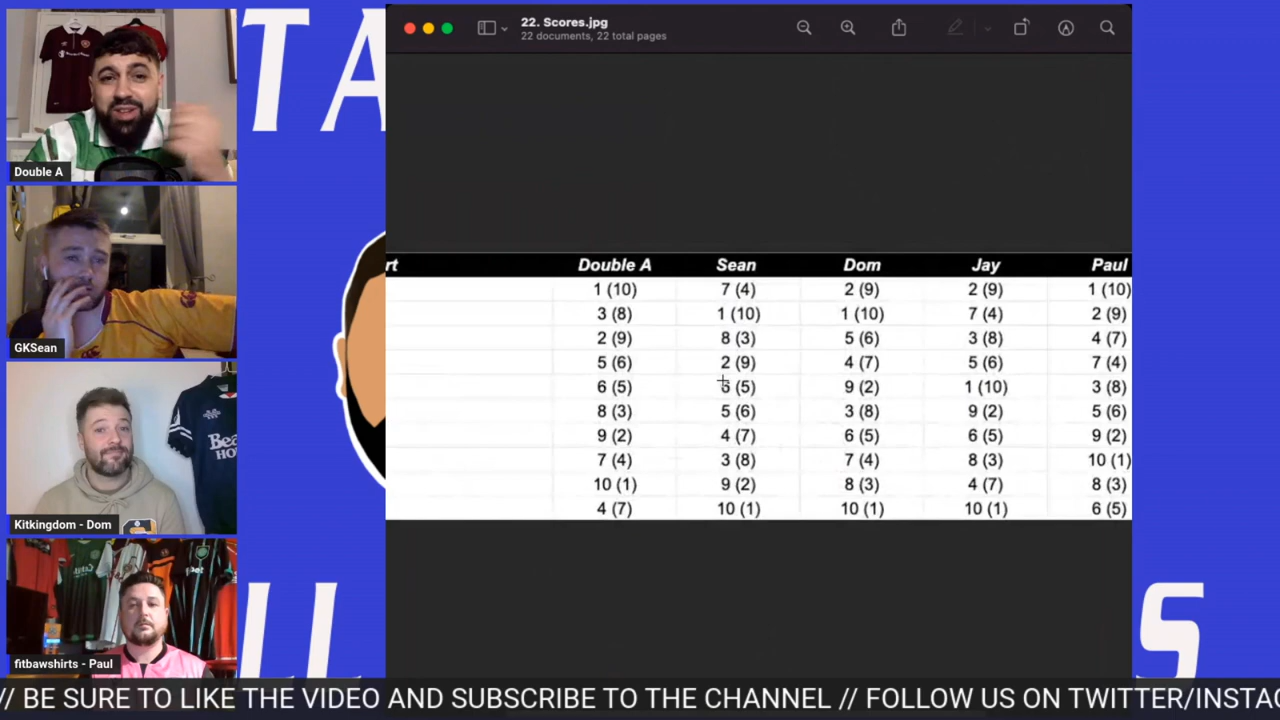 TA
22. Scores.jpg
22 documents, 22 total pages
Double A
GKSean
Kitkingdom - Dom
fitbawshirts - Paul
rt Double A Sean Dom Jay Paul
1 (10) 7 (4) 2 (9) 2 (9) 1 (10)
3 (8) 1 (10) 1 (10) 7 (4) 2 (9)
2 (9) 8 (3) 5 (6) 3 (8) 4 (7)
5 (6) 2 (9) 4 (7) 5 (6) 7 (4)
6 (5) 6 (5) 9 (2) 1 (10) 3 (8)
8 (3) 5 (6) 3 (8) 9 (2) 5 (6)
9 (2) 4 (7) 6 (5) 6 (5) 9 (2)
7 (4) 3 (8) 7 (4) 8 (3) 10 (1)
10 (1) 9 (2) 8 (3) 4 (7) 8 (3)
4 (7) 10 (1) 10 (1) 10 (1) 6 (5)
S
// BE SURE TO LIKE THE VIDEO AND SUBSCRIBE TO THE CHANNEL // FOLLOW US ON TWITTER/INSTAG